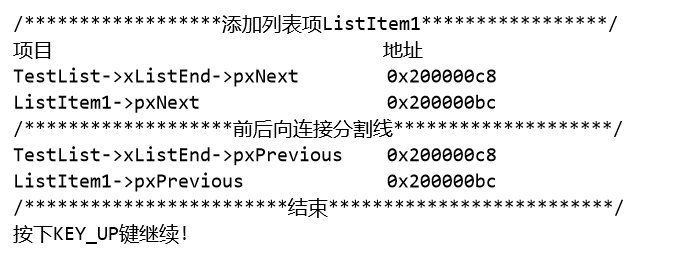 /******************添加列表项ListItem1*****************/
项目 地址
TestList->xListEnd->pxNext 0x200000c8
ListItem1->pxNext 0x200000bc
/*******************前后向连接分割线********************/
TestList->xListEnd->pxPrevious 0x200000c8
ListItem1->pxPrevious 0x200000bc
/************************结束**************************/
按下KEY_UP键继续!